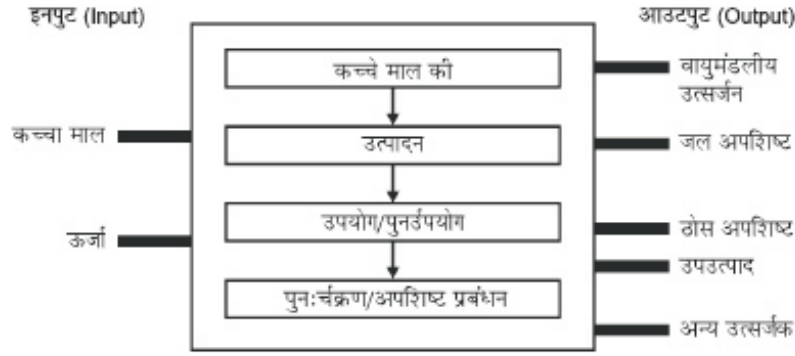 इनपुट (Input)
आउटपुट (Output)
कच्चे माल की
वायुमंडलीय
उत्सर्जन
कच्चा माल
उत्पादन
जल अपशिष्ट
उपयोग/पुनर्उपयोग
ठोस अपशिष्ट
ऊर्जा
उपउत्पाद
पुनःर्चक्रण/अपशिष्ट प्रबंधन
अन्य उत्सर्जक